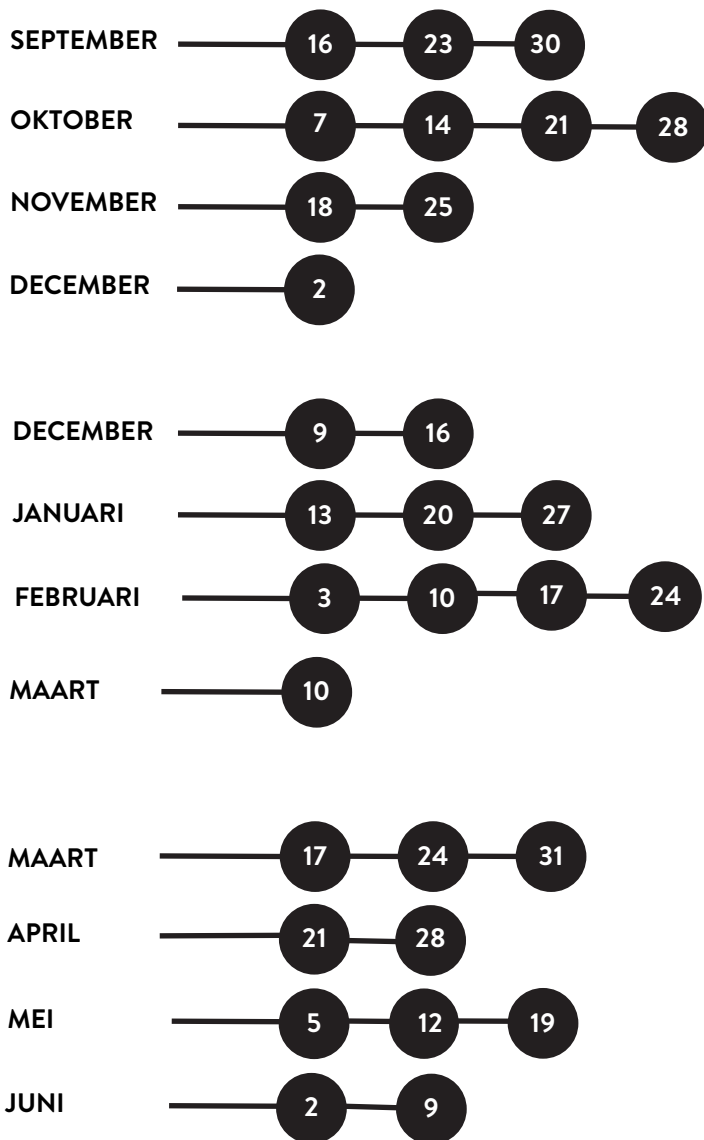 SEPTEMBER 16 23 30
OKTOBER 7 14 21 28
NOVEMBER 18 25
DECEMBER 2
DECEMBER 9 16
JANUARI 13 20 27
FEBRUARI 3 10 17 24
MAART 10
MAART 17 24 31
APRIL 21 28
MEI 5 12 19
JUNI 2 9